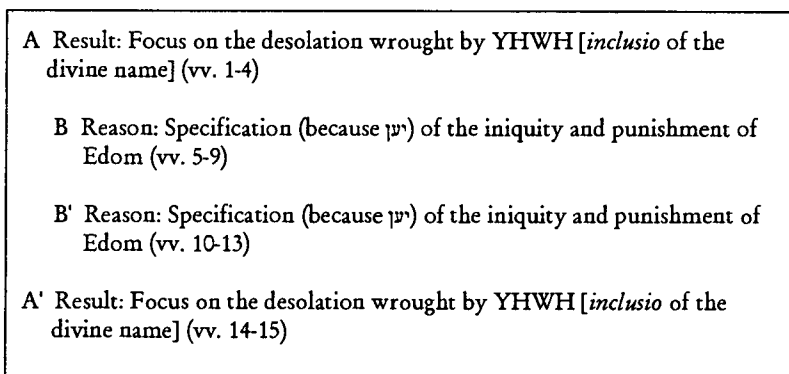 A Result: Focus on the desolation wrought by YHWH [inclusio of the
divine name] (vv. 1-4)
B Reason: Specification (because יען) of the iniquity and punishment of
Edom (vv. 5-9)
B' Reason: Specification (because יען) of the iniquity and punishment of
Edom (vv. 10-13)
A' Result: Focus on the desolation wrought by YHWH [inclusio of the
divine name] (vv. 14-15)